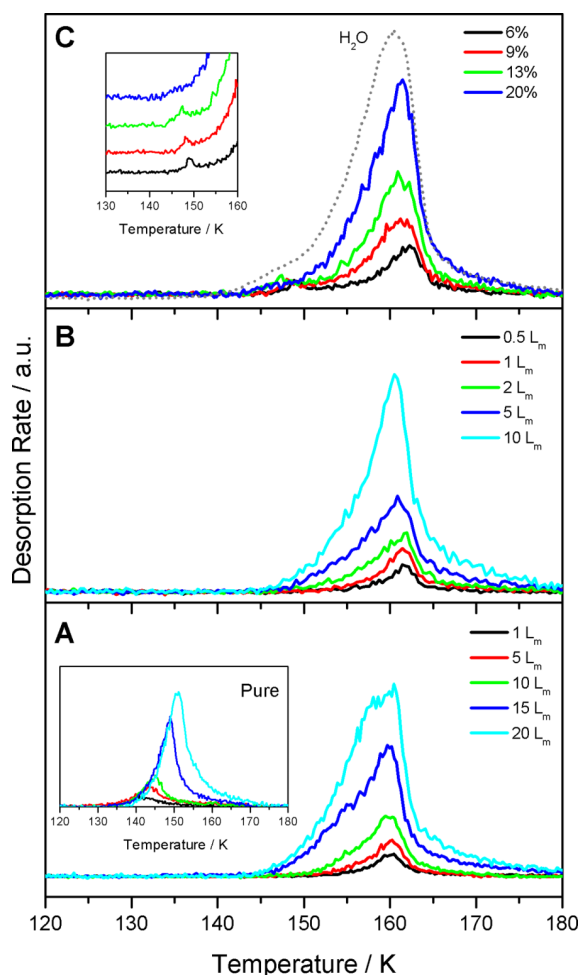 C
H₂O
6%
9%
13%
20%
130 140 150 160
Temperature / K
B
0.5 Lₘ
1 Lₘ
2 Lₘ
5 Lₘ
10 Lₘ
Desorption Rate / a.u.
A
1 Lₘ
5 Lₘ
10 Lₘ
15 Lₘ
20 Lₘ
Pure
120 130 140 150 160 170 180
Temperature / K
120 130 140 150 160 170 180
Temperature / K